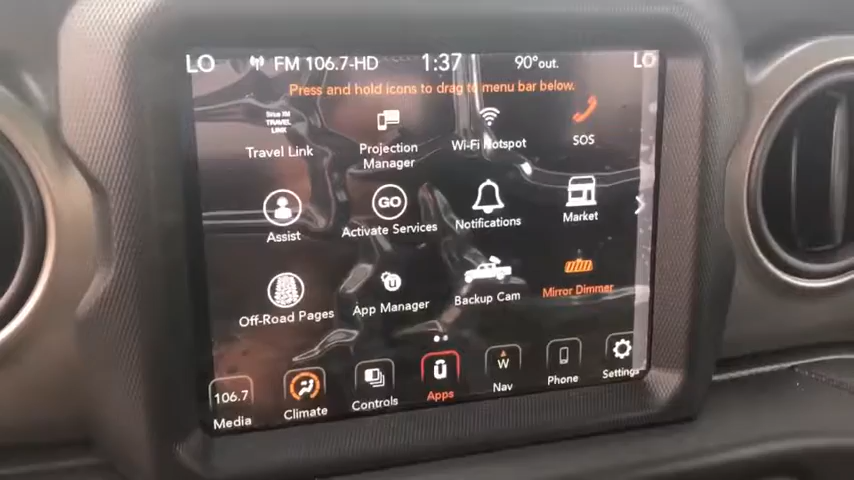 LO FM 106.7-HD 1:37 90°out. LO
Press and hold icons to drag to menu bar below.
SiriusXM
TRAVEL
LINK
Travel Link
Projection
Manager
Wi-Fi Hotspot
SOS
Assist
GO
Activate Services
Notifications
Market
Off-Road Pages
App Manager
Backup Cam
Mirror Dimmer
106.7
Media
Climate
Controls
Apps
W
Nav
Phone
Settings